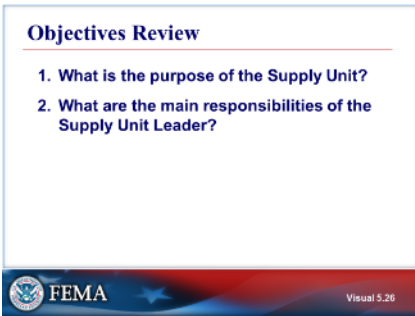 Objectives Review
1. What is the purpose of the Supply Unit?
2. What are the main responsibilities of the
Supply Unit Leader?
FEMA
Visual 5.26